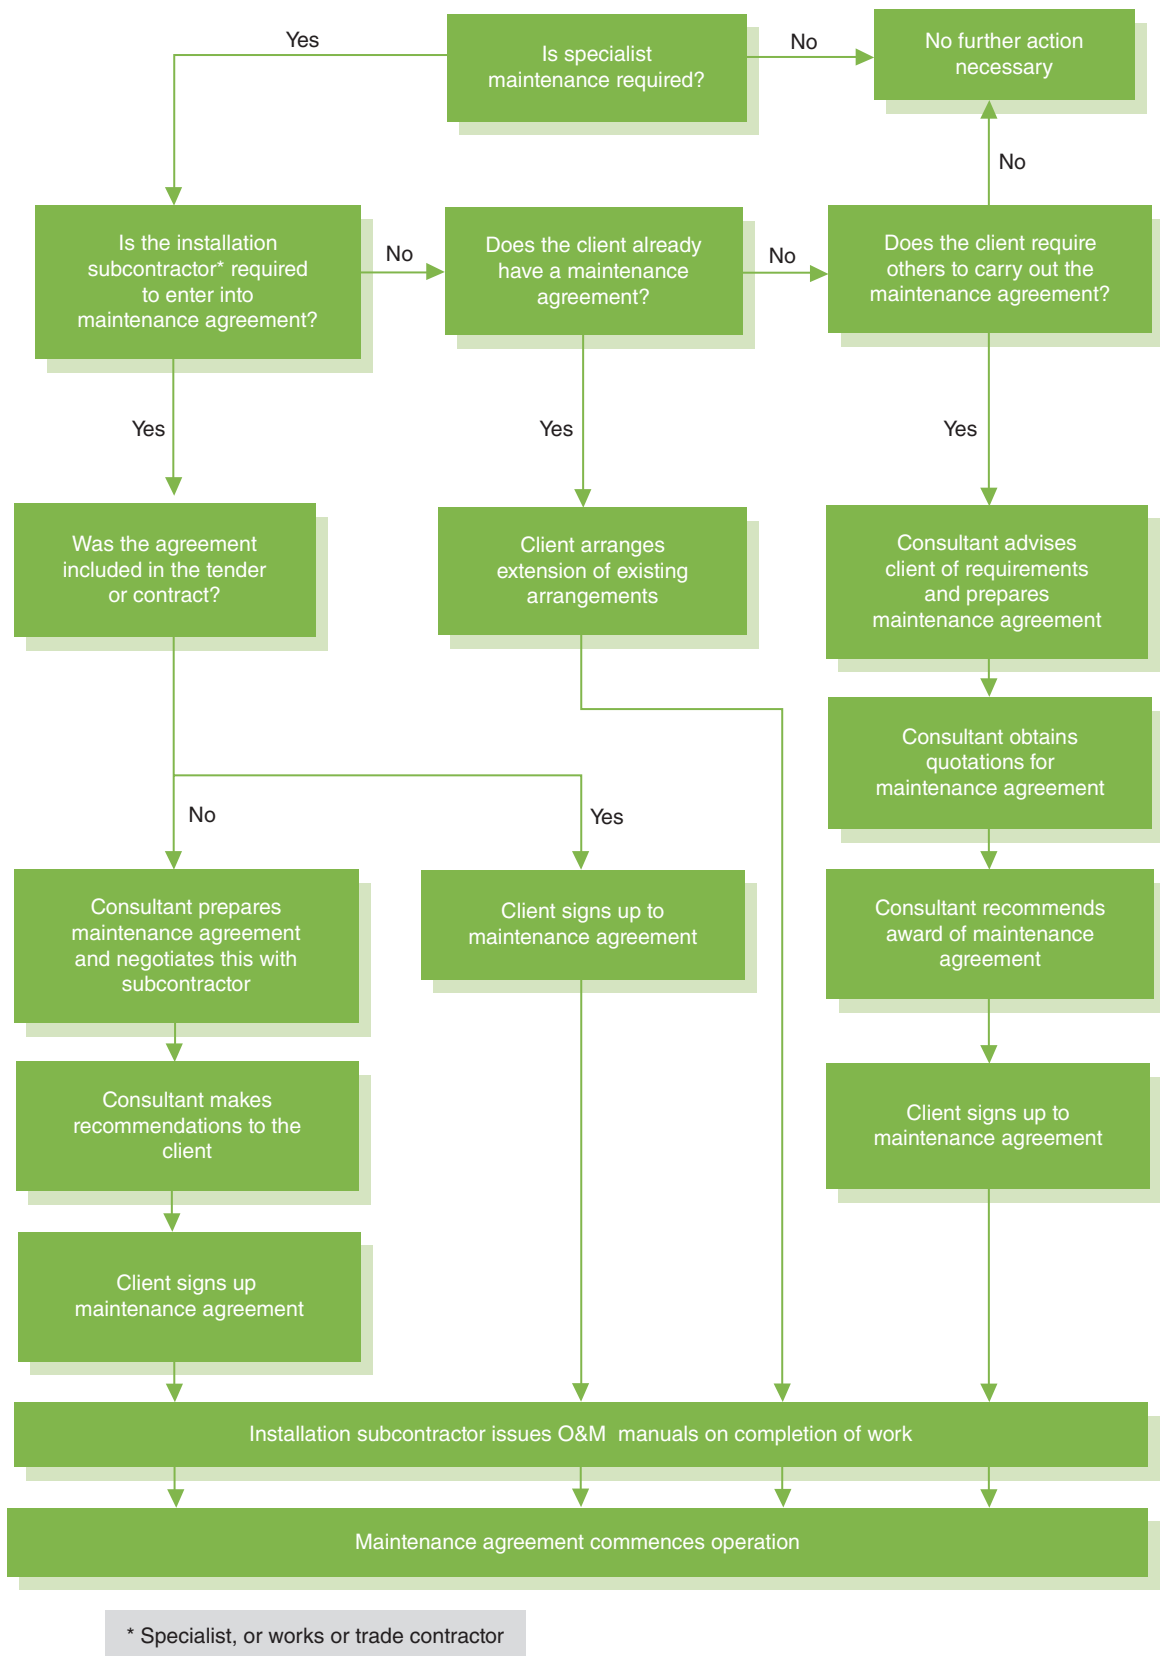 Yes
Is specialist
maintenance required?
No
No further action
necessary
No
Is the installation
subcontractor* required
to enter into
maintenance agreement?
No
Does the client already
have a maintenance
agreement?
No
Does the client require
others to carry out the
maintenance agreement?
Yes
Yes
Yes
Was the agreement
included in the tender
or contract?
Client arranges
extension of existing
arrangements
Consultant advises
client of requirements
and prepares
maintenance agreement
Consultant obtains
quotations for
maintenance agreement
No
Yes
Consultant prepares
maintenance agreement
and negotiates this with
subcontractor
Client signs up to
maintenance agreement
Consultant recommends
award of maintenance
agreement
Consultant makes
recommendations to the
client
Client signs up to
maintenance agreement
Client signs up
maintenance agreement
Installation subcontractor issues O&M manuals on completion of work
Maintenance agreement commences operation
* Specialist, or works or trade contractor